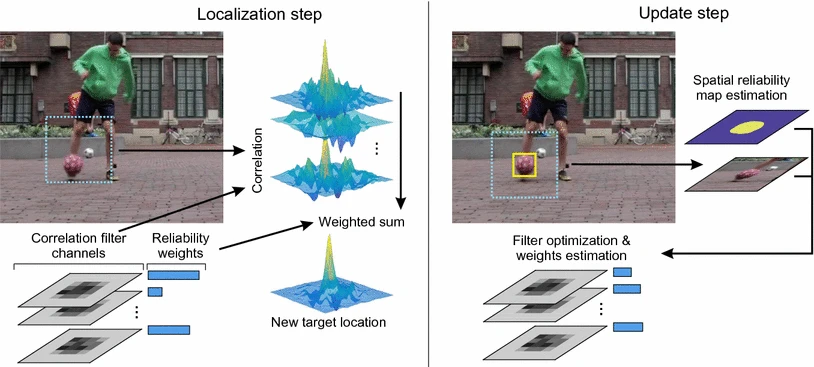 Localization step
Correlation
⋮
Weighted sum
Correlation filter
channels
Reliability
weights
⋮
New target location
Update step
Spatial reliability
map estimation
Filter optimization &
weights estimation
⋮